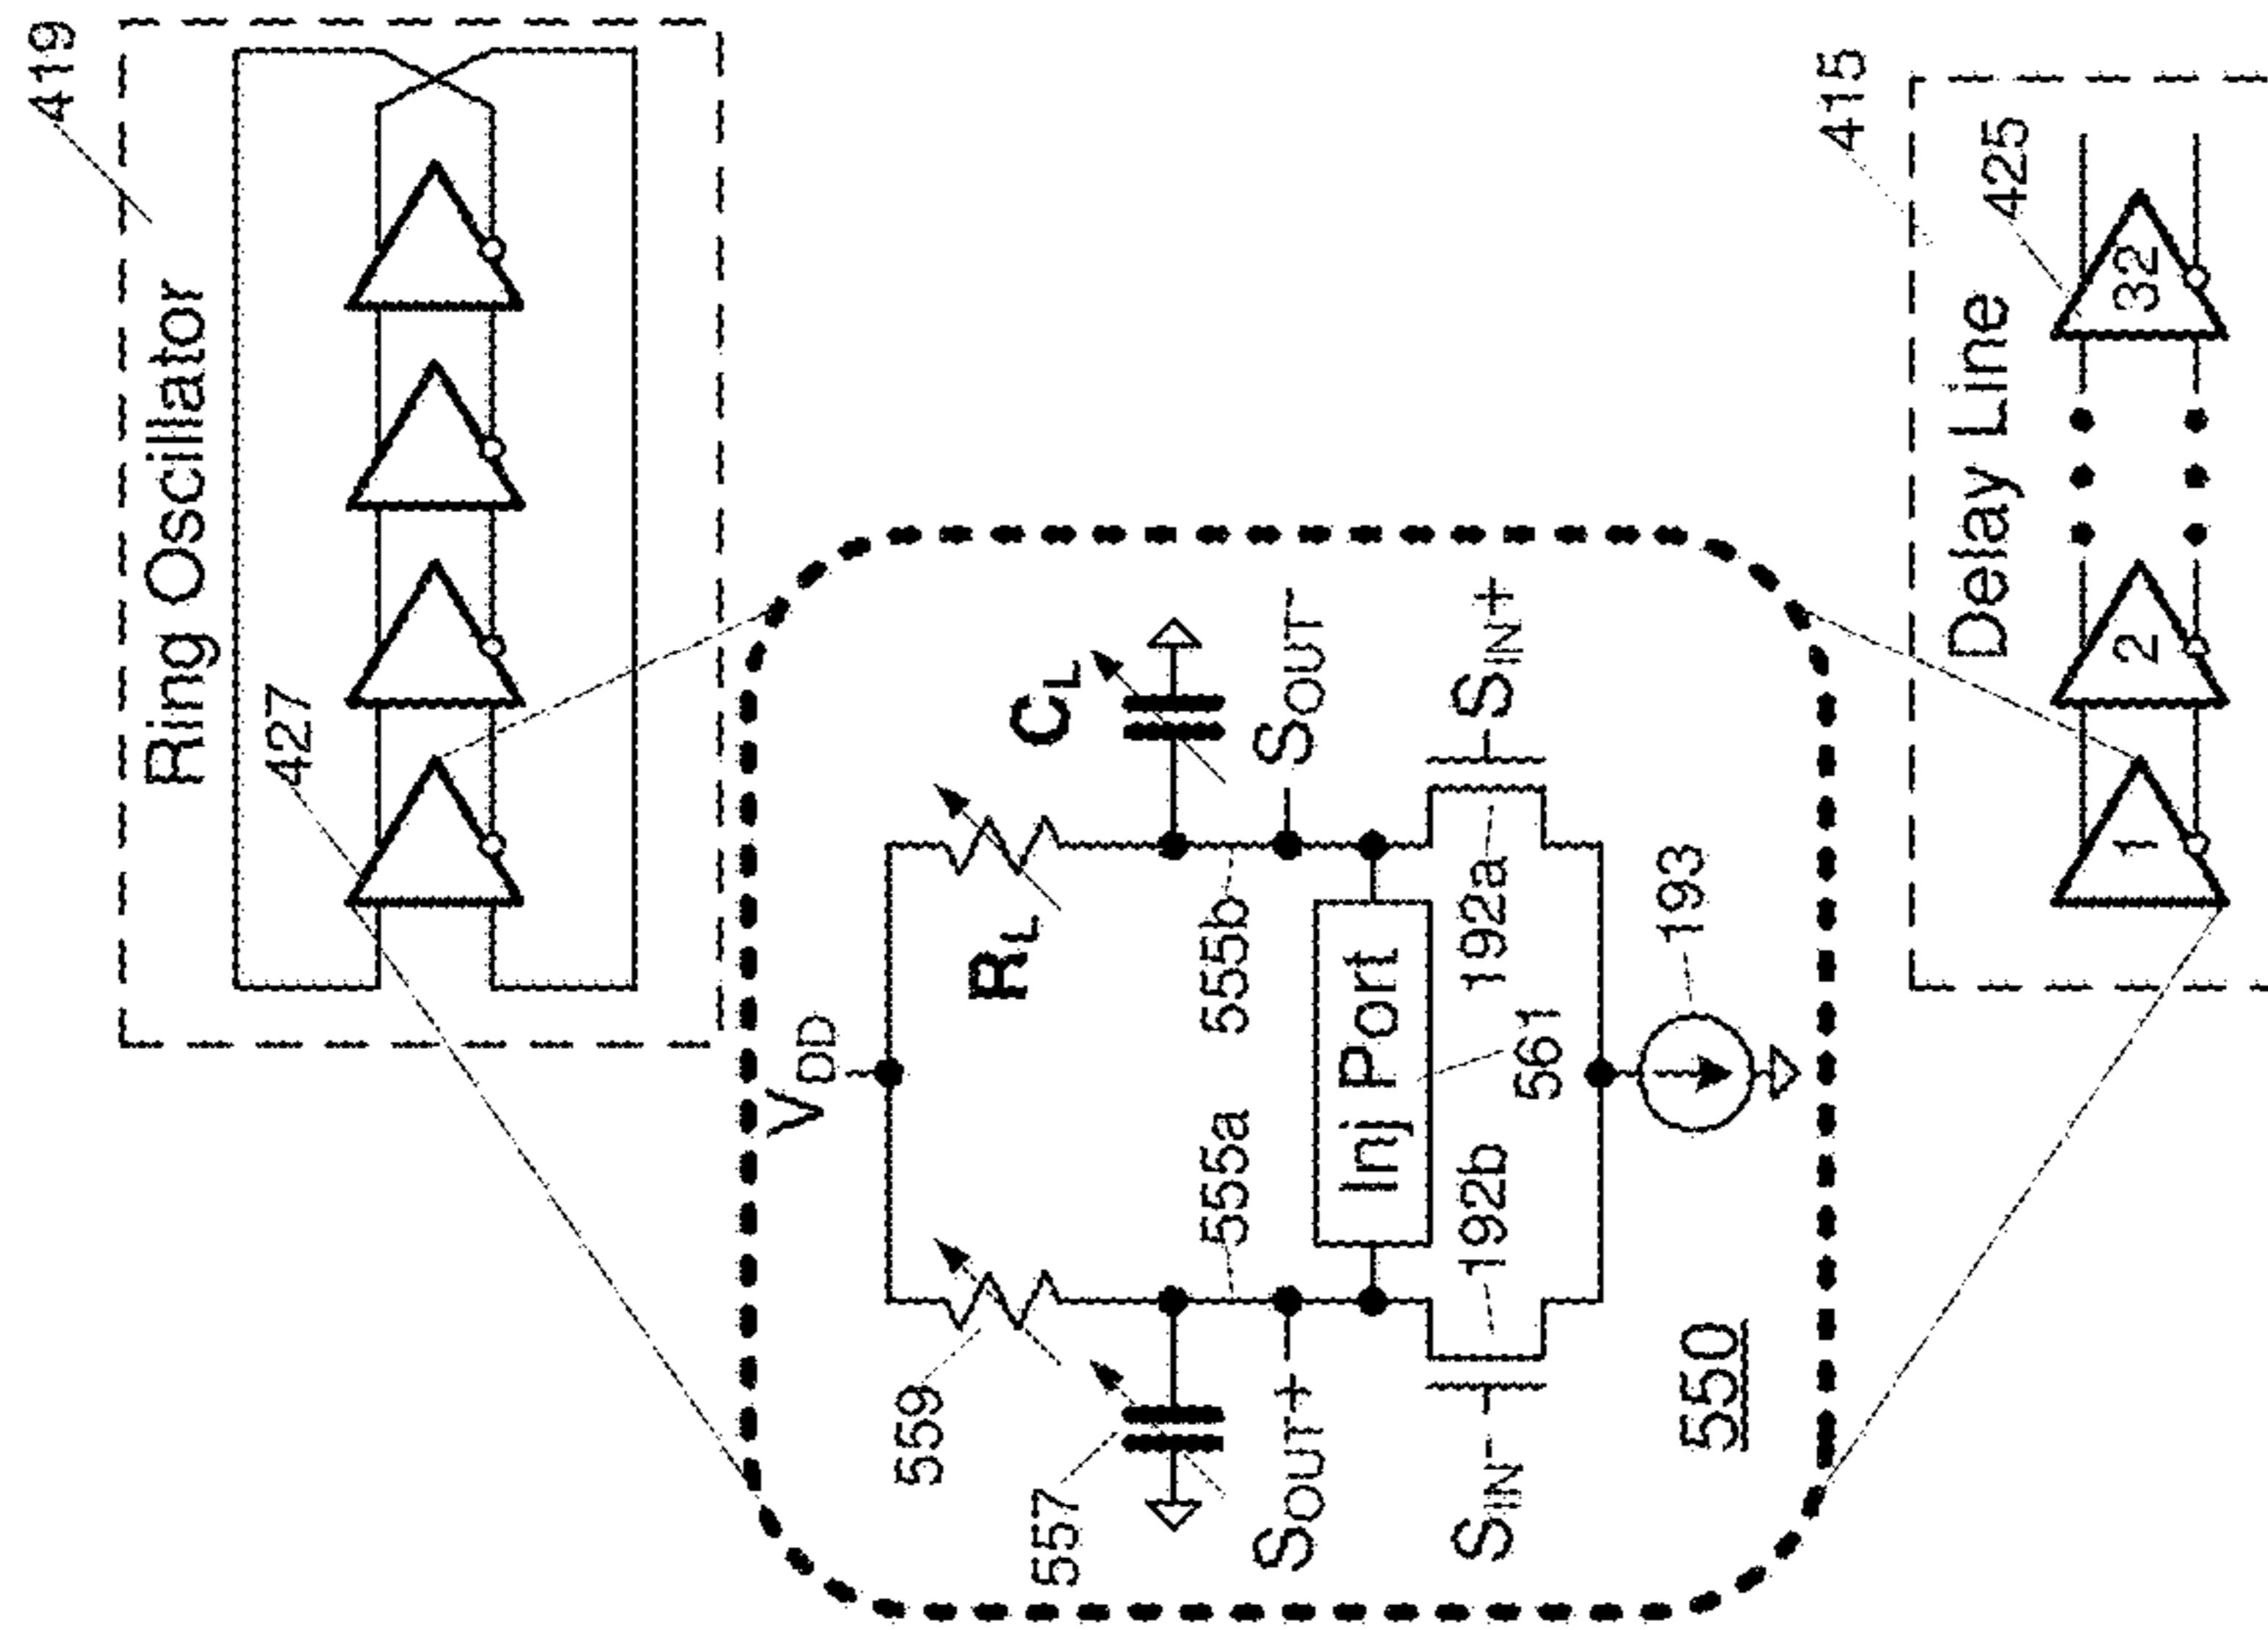 419
Ring Oscillator
427
VDD
RL
CL
559
557
555a
555b
SOUT+
SOUT-
Inj Port
561
192b
192a
SIN-
SIN+
193
550
415
Delay Line
425
1
2
32